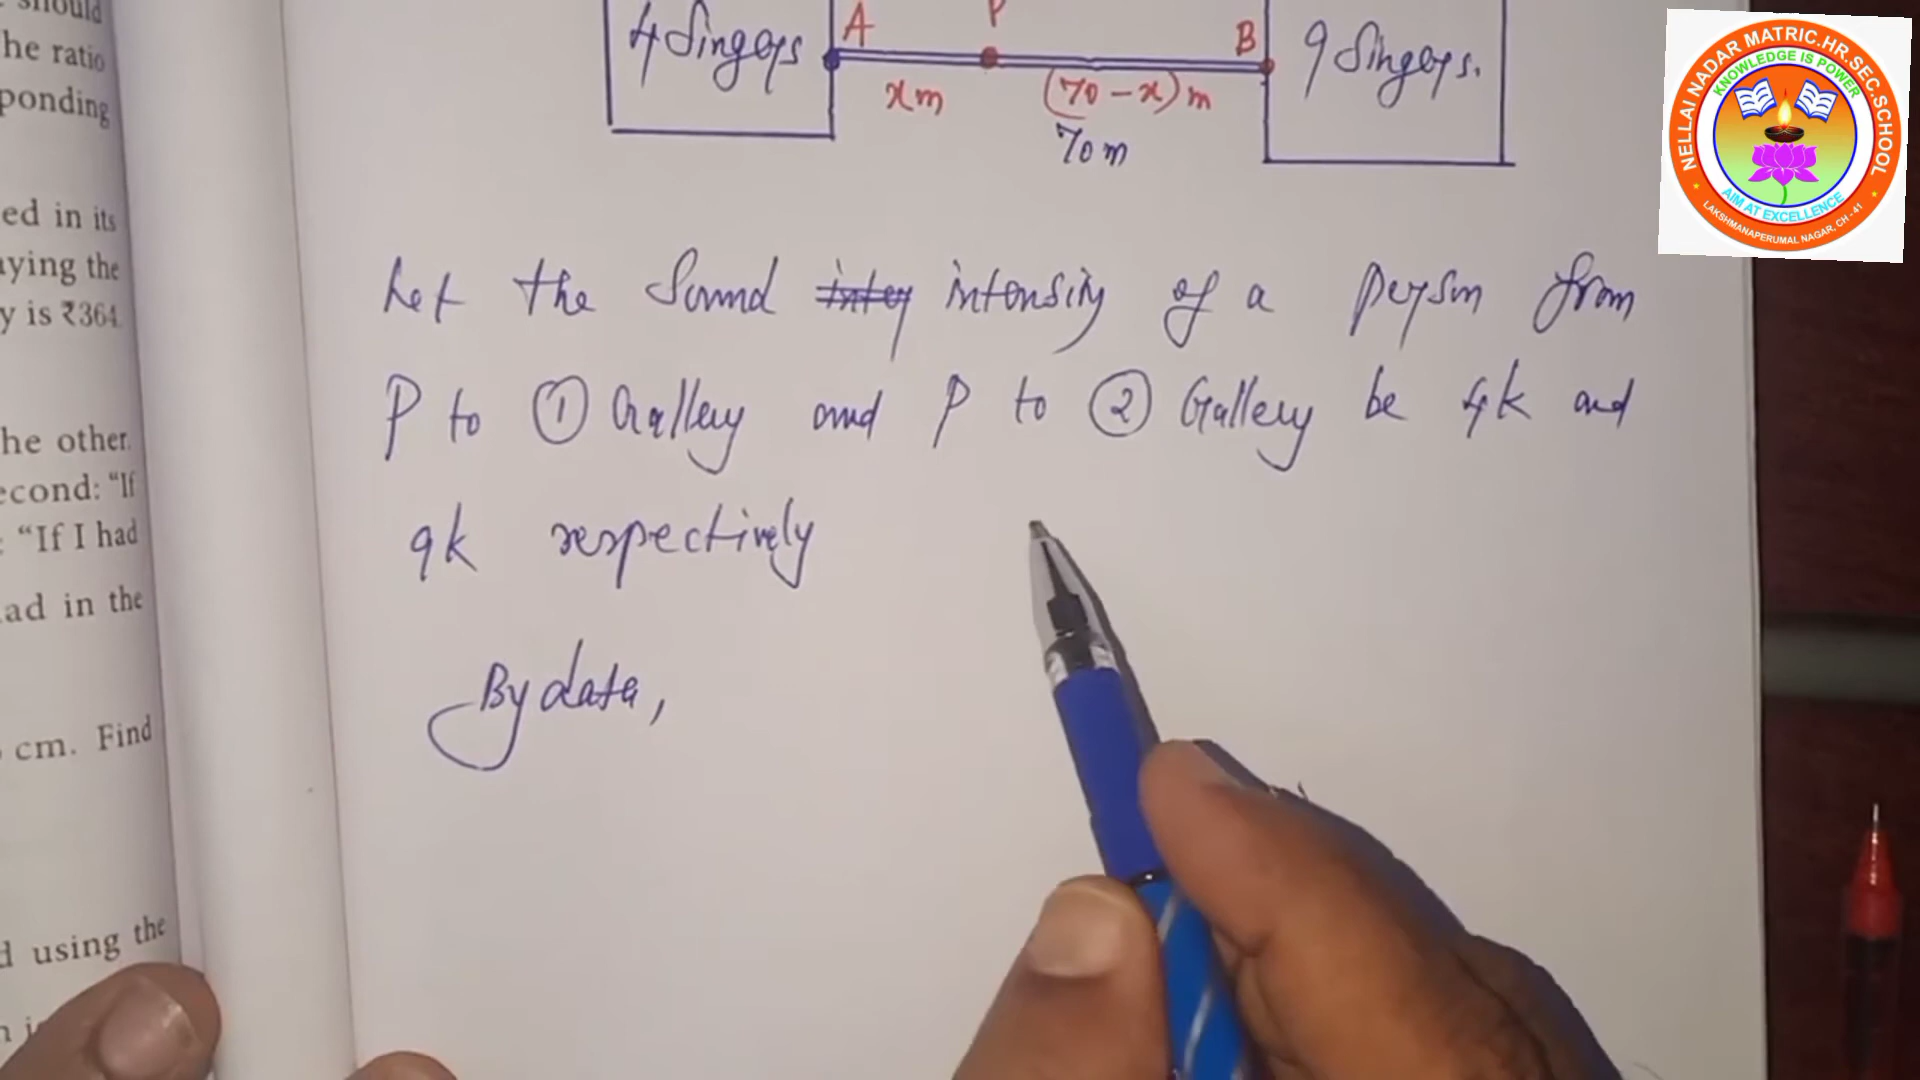 should
he ratio
ponding
ed in its
aying the
y is ₹364.
he other.
econd: "If
: "If I had
ad in the
cm. Find
d using the
4 Singers
A
P
B
9 Singers.
x m
(70 - x) m
70 m
Let the Sound intensity of a person from
P to ① Gallery and P to ② Gallery be 4k and
9k respectively
By data,
NELLAI NADAR MATRIC.HR.SEC.SCHOOL
KNOWLEDGE IS POWER
AIM AT EXCELLENCE
LAKSHMANAPERUMAL NAGAR, CH - 41